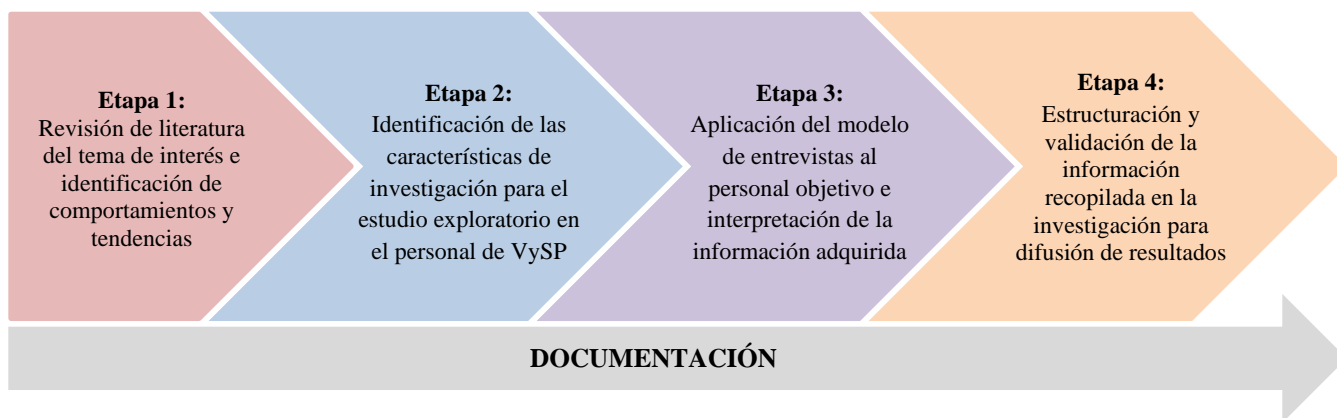 Etapa 1:
Revisión de literatura
del tema de interés e
identificación de
comportamientos y
tendencias
Etapa 2:
Identificación de las
características de
investigación para el
estudio exploratorio en
el personal de VySP
Etapa 3:
Aplicación del modelo
de entrevistas al
personal objetivo e
interpretación de la
información adquirida
Etapa 4:
Estructuración y
validación de la
información
recopilada en la
investigación para
difusión de resultados
DOCUMENTACIÓN